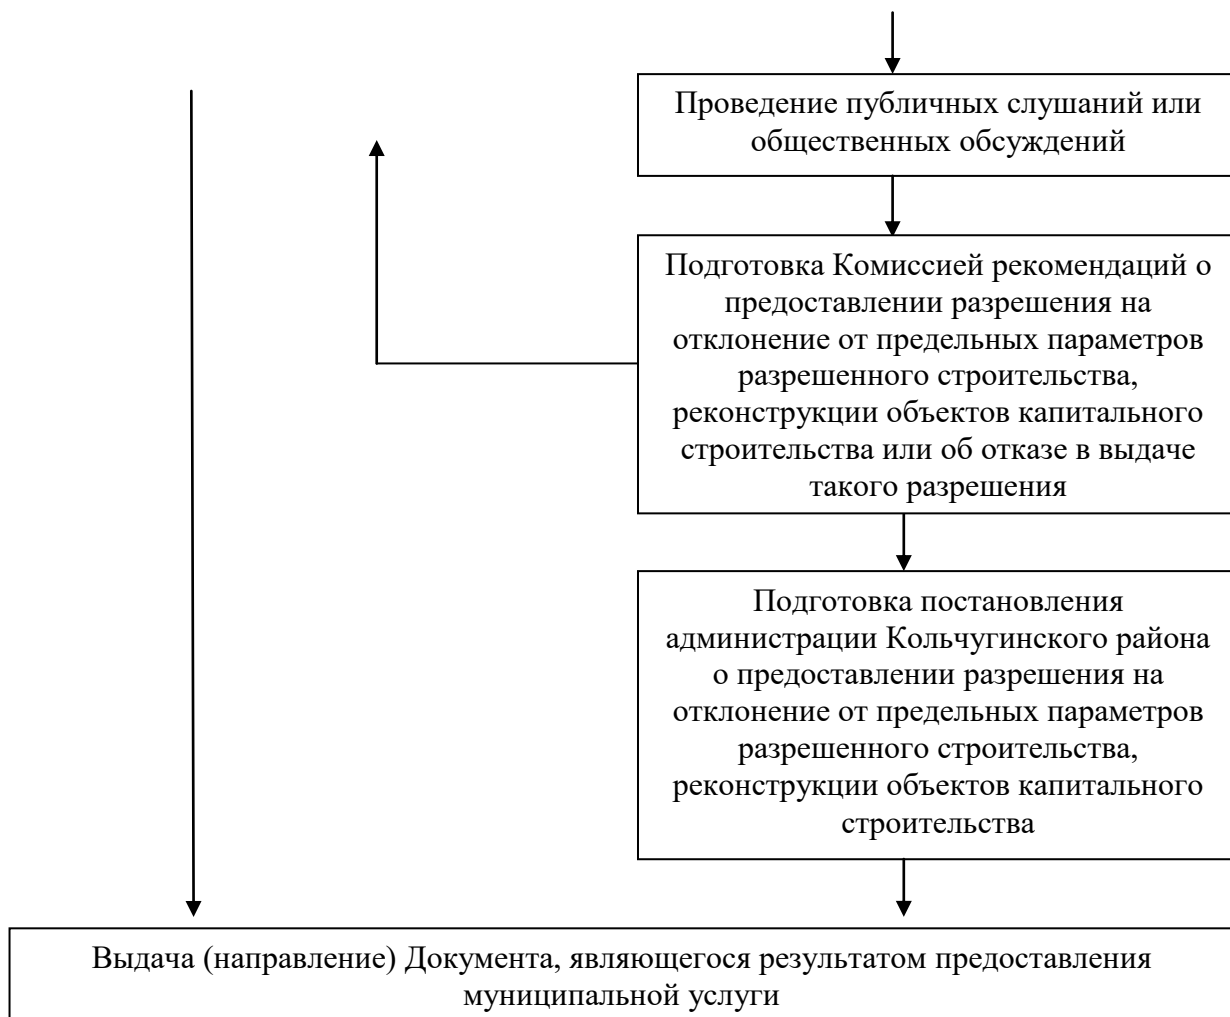 Проведение публичных слушаний или
общественных обсуждений
Подготовка Комиссией рекомендаций о
предоставлении разрешения на
отклонение от предельных параметров
разрешенного строительства,
реконструкции объектов капитального
строительства или об отказе в выдаче
такого разрешения
Подготовка постановления
администрации Кольчугинского района
о предоставлении разрешения на
отклонение от предельных параметров
разрешенного строительства,
реконструкции объектов капитального
строительства
Выдача (направление) Документа, являющегося результатом предоставления
муниципальной услуги